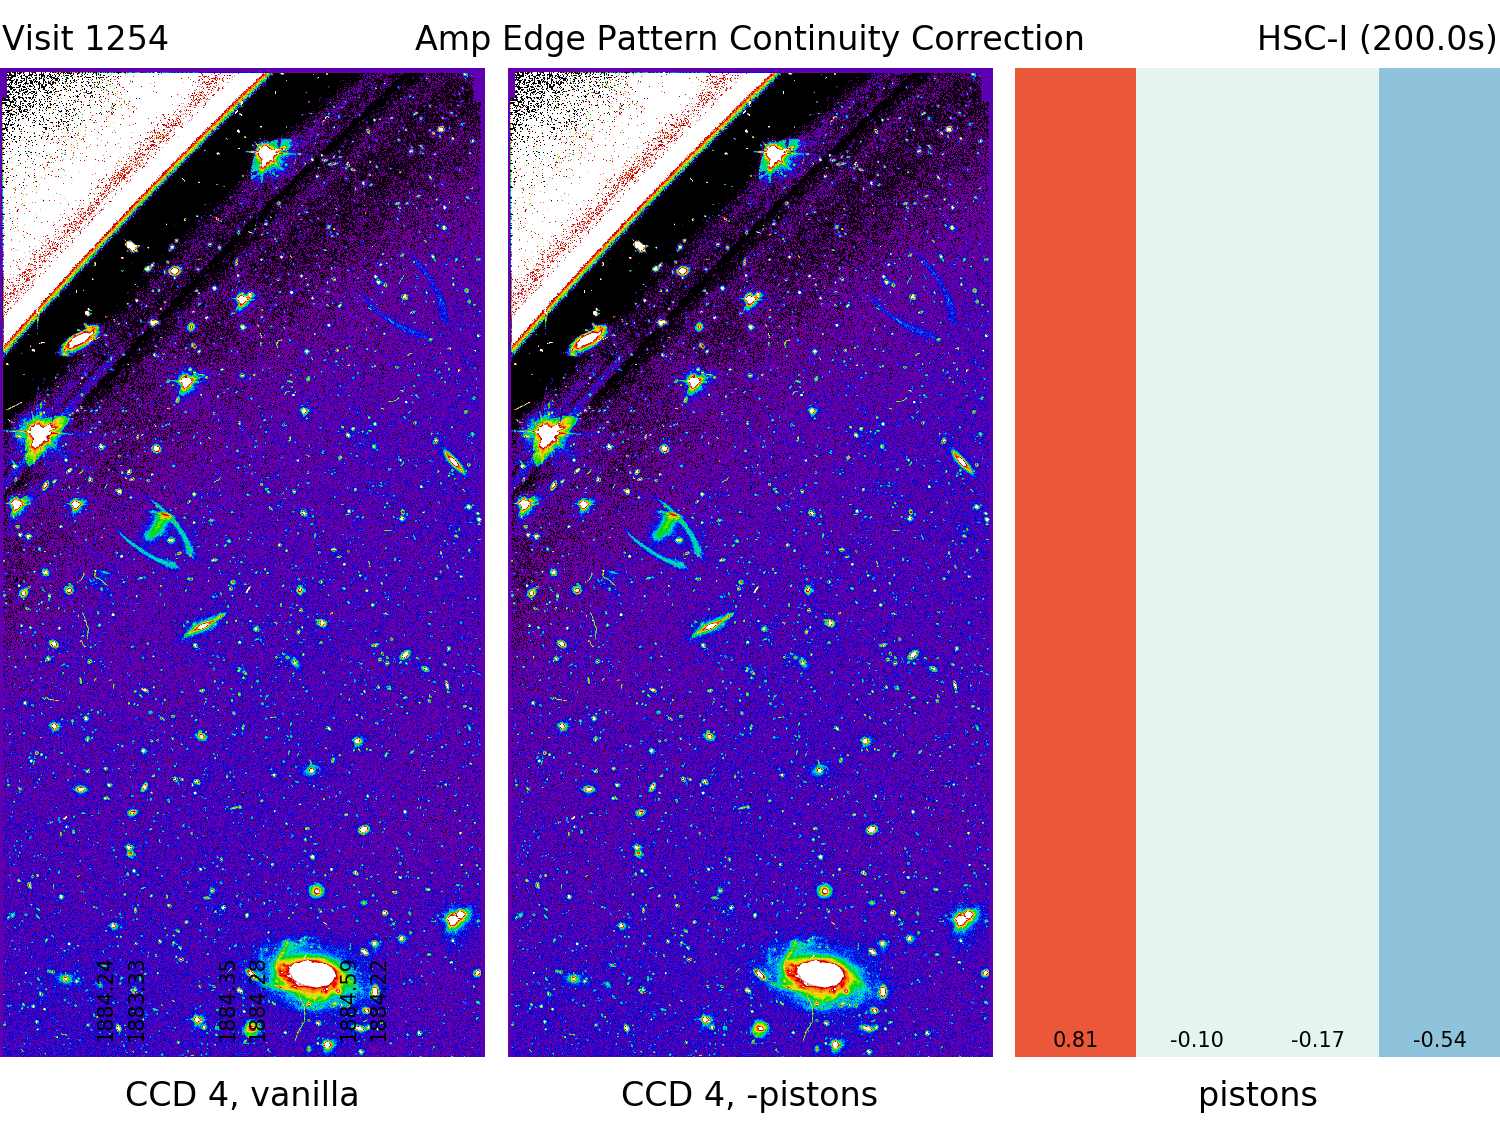 Visit 1254 Amp Edge Pattern Continuity Correction HSC-I (200.0s)
1884.24 1883.33 1884.35 1884.28 1884.59 1884.22
0.81 -0.10 -0.17 -0.54
CCD 4, vanilla CCD 4, -pistons pistons